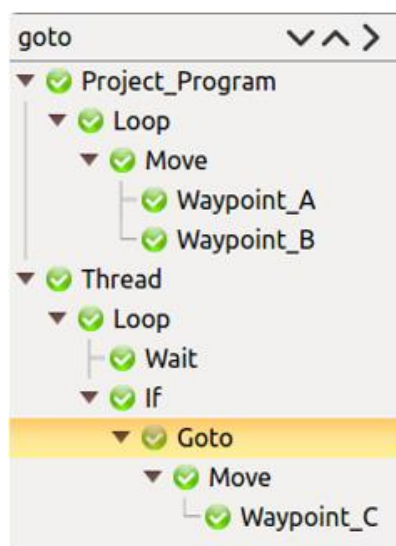 goto
Project_Program
Loop
Move
Waypoint_A
Waypoint_B
Thread
Loop
Wait
If
Goto
Move
Waypoint_C